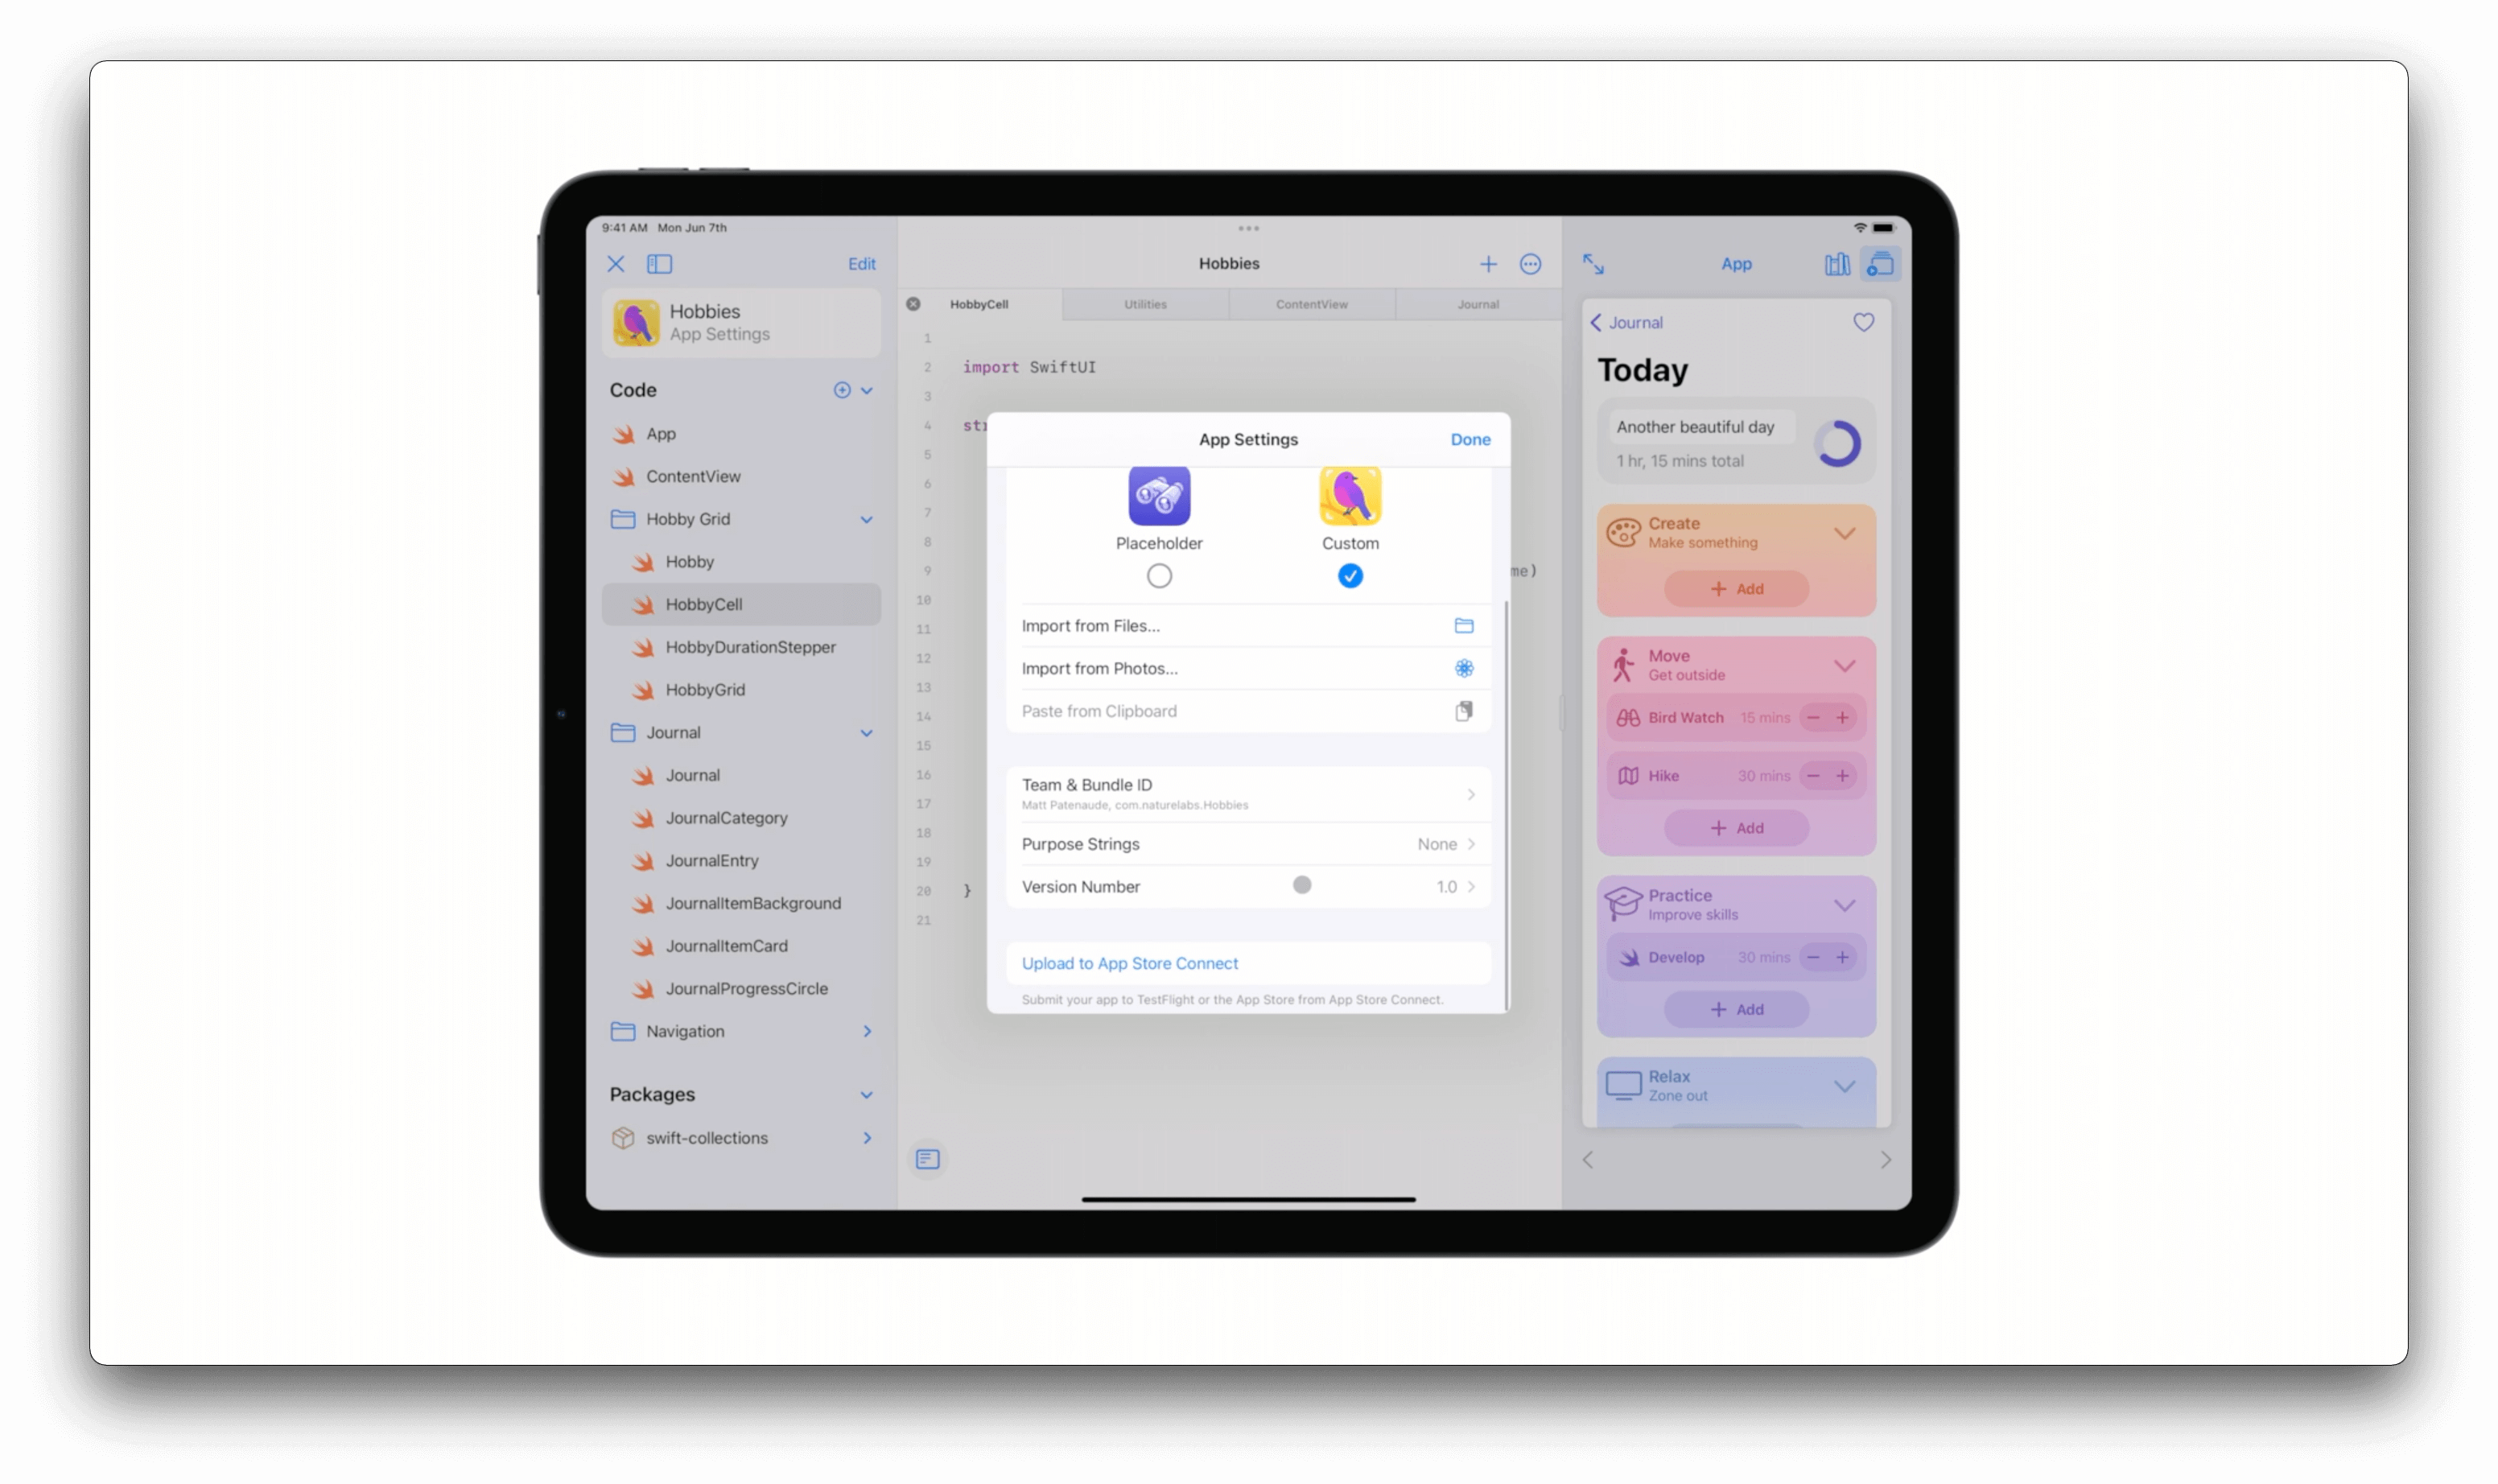 9:41 AM Mon Jun 7th
Edit
Hobbies
App Settings
Code
App
ContentView
Hobby Grid
Hobby
HobbyCell
HobbyDurationStepper
HobbyGrid
Journal
Journal
JournalCategory
JournalEntry
JournalItemBackground
JournalItemCard
JournalProgressCircle
Navigation
Packages
swift-collections
Hobbies
HobbyCell Utilities ContentView Journal
1
2 import SwiftUI
3
4 str
5
6
7
8
9 me)
10
11
12
13
14
15
16
17
18
19
20 }
21
App Settings Done
Placeholder Custom
Import from Files...
Import from Photos...
Paste from Clipboard
Team & Bundle ID
Matt Patenaude, com.naturelabs.Hobbies
Purpose Strings None
Version Number 1.0
Upload to App Store Connect
Submit your app to TestFlight or the App Store from App Store Connect.
App
Journal
Today
Another beautiful day
1 hr, 15 mins total
Create
Make something
+ Add
Move
Get outside
Bird Watch 15 mins − +
Hike 30 mins − +
+ Add
Practice
Improve skills
Develop 30 mins − +
+ Add
Relax
Zone out